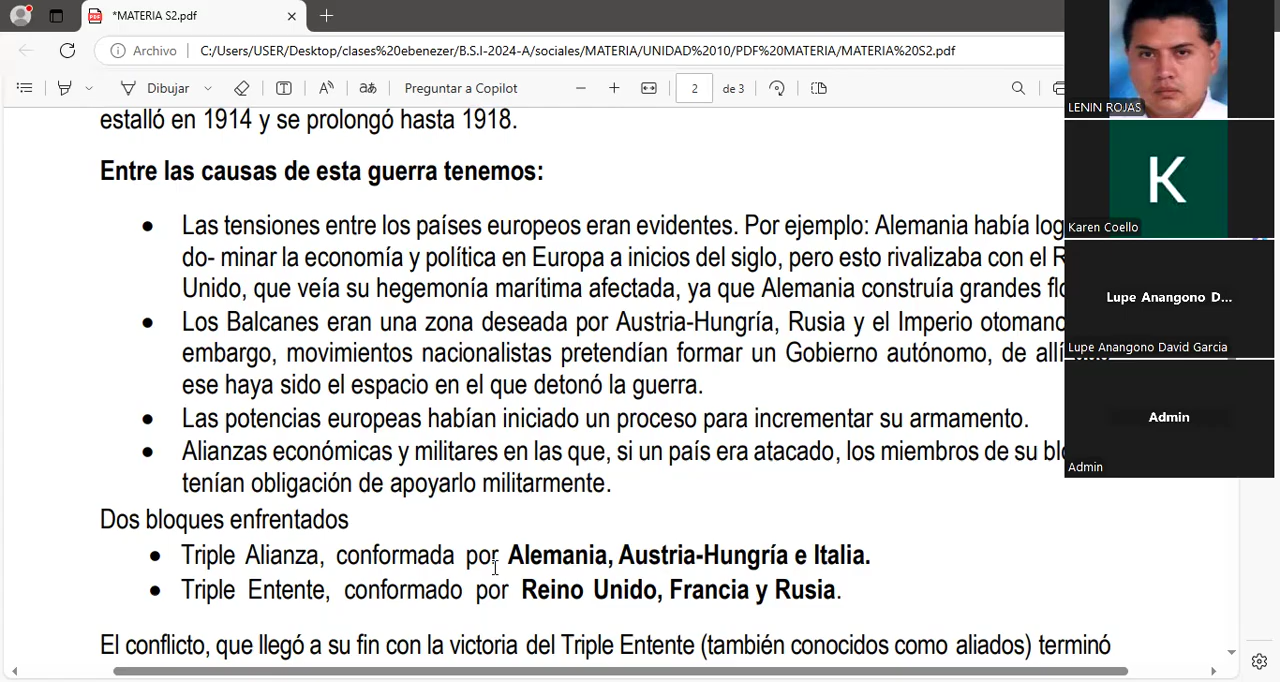 *MATERIA S2.pdf
Archivo C:/Users/USER/Desktop/clases%20ebenezer/B.S.I-2024-A/sociales/MATERIA/UNIDAD%2010/PDF%20MATERIA/MATERIA%20S2.pdf
Dibujar Preguntar a Copilot 2 de 3
estalló en 1914 y se prolongó hasta 1918.
Entre las causas de esta guerra tenemos:
Las tensiones entre los países europeos eran evidentes. Por ejemplo: Alemania había
do- minar la economía y política en Europa a inicios del siglo, pero esto rivalizaba con el
Unido, que veía su hegemonía marítima afectada, ya que Alemania construía grandes
Los Balcanes eran una zona deseada por Austria-Hungría, Rusia y el Imperio otomano
embargo, movimientos nacionalistas pretendían formar un Gobierno autónomo, de allí
ese haya sido el espacio en el que detonó la guerra.
Las potencias europeas habían iniciado un proceso para incrementar su armamento.
Alianzas económicas y militares en las que, si un país era atacado, los miembros de su
tenían obligación de apoyarlo militarmente.
Dos bloques enfrentados
Triple Alianza, conformada por Alemania, Austria-Hungría e Italia.
Triple Entente, conformado por Reino Unido, Francia y Rusia.
El conflicto, que llegó a su fin con la victoria del Triple Entente (también conocidos como aliados) terminó
LENIN ROJAS
K
Karen Coello
Lupe Anangono D...
Lupe Anangono David Garcia
Admin
Admin